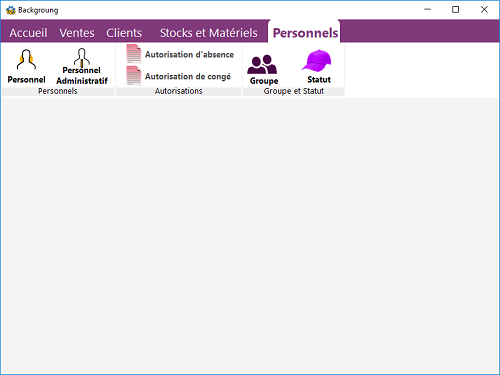 Backgroung
Accueil Ventes Clients Stocks et Matériels Personnels
Personnel
Personnel
Administratif
Personnels
Autorisation d'absence
Autorisation de congé
Autorisations
Groupe
Statut
Groupe et Statut